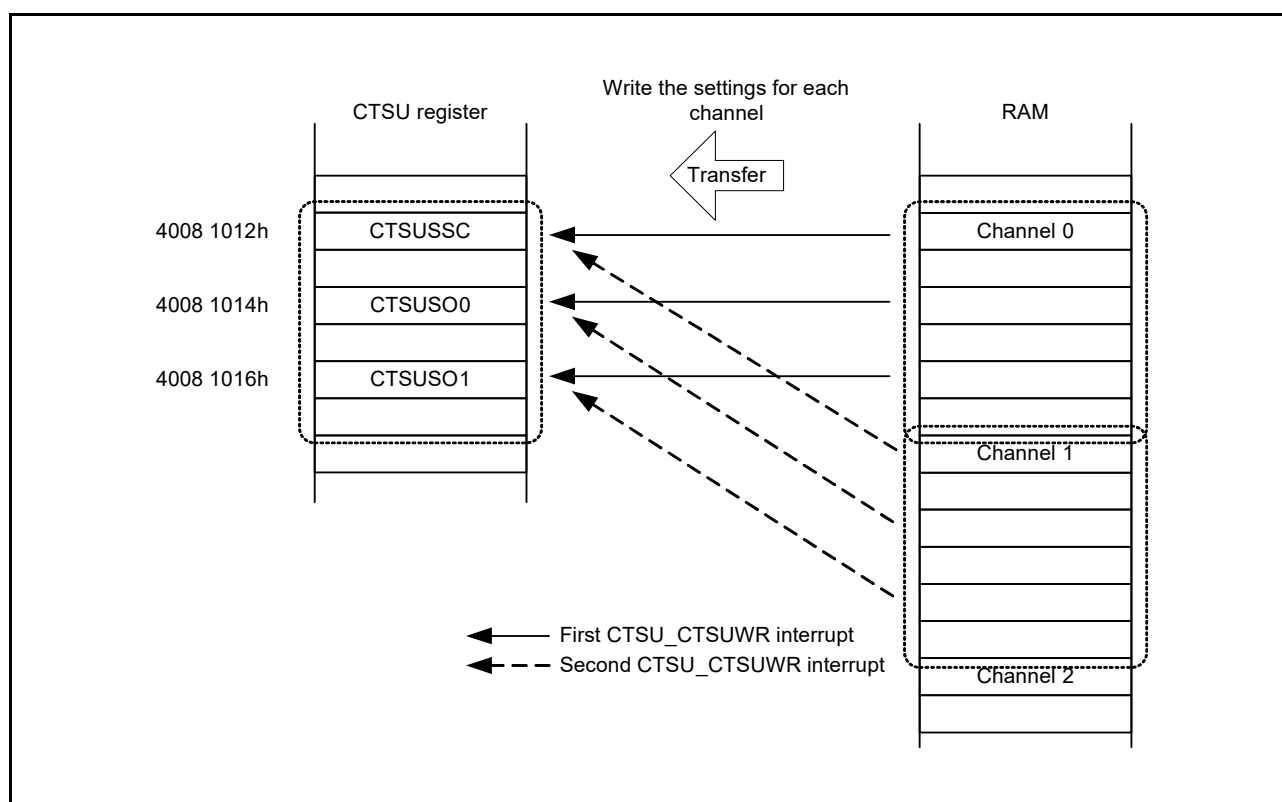 Write the settings for each
channel
CTSU register
RAM
Transfer
4008 1012h
CTSUSSC
Channel 0
4008 1014h
CTSUSO0
4008 1016h
CTSUSO1
Channel 1
First CTSU_CTSUWR interrupt
Second CTSU_CTSUWR interrupt
Channel 2